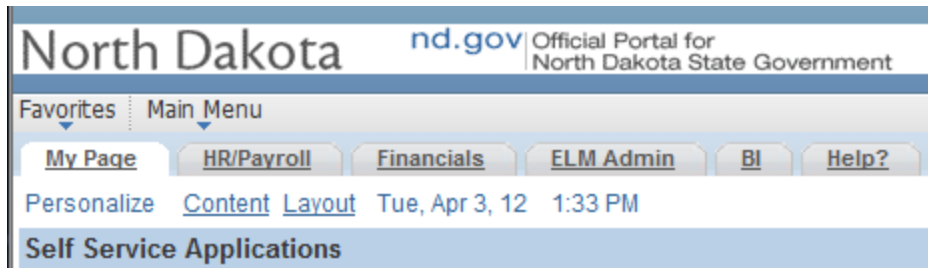 North Dakota nd.gov Official Portal for
North Dakota State Government
Favorites Main Menu
My Page HR/Payroll Financials ELM Admin BI Help?
Personalize Content Layout Tue, Apr 3, 12 1:33 PM
Self Service Applications